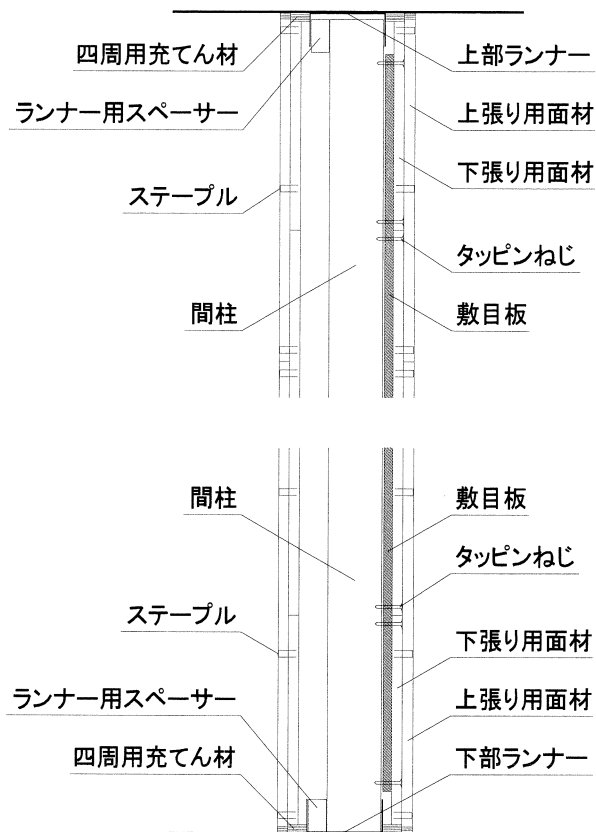 四周用充てん材
上部ランナー
ランナー用スペーサー
上張り用面材
下張り用面材
ステープル
タッピンねじ
間柱
敷目板
間柱
敷目板
タッピンねじ
ステープル
下張り用面材
ランナー用スペーサー
上張り用面材
四周用充てん材
下部ランナー